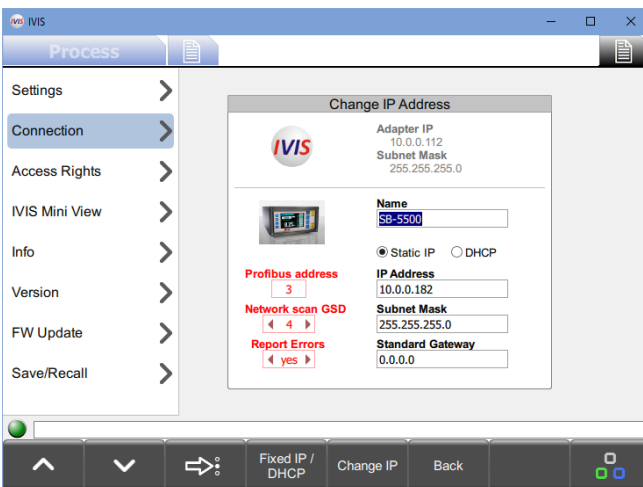 IVIS IVIS
Process
Settings
Connection
Access Rights
IVIS Mini View
Info
Version
FW Update
Save/Recall
Change IP Address
IVIS
Adapter IP
10.0.0.112
Subnet Mask
255.255.255.0
Name
SB-5500
Static IP DHCP
Profibus address
3
IP Address
10.0.0.182
Network scan GSD
4
Subnet Mask
255.255.255.0
Report Errors
yes
Standard Gateway
0.0.0.0
Fixed IP /
DHCP
Change IP
Back